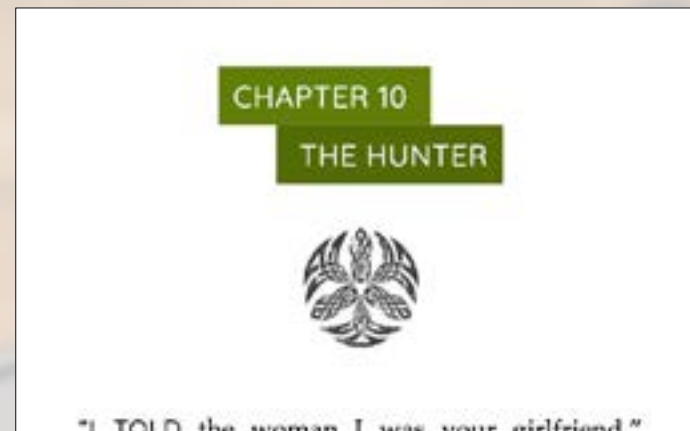 CHAPTER 10
THE HUNTER
"I TOLD the woman I was your girlfriend."